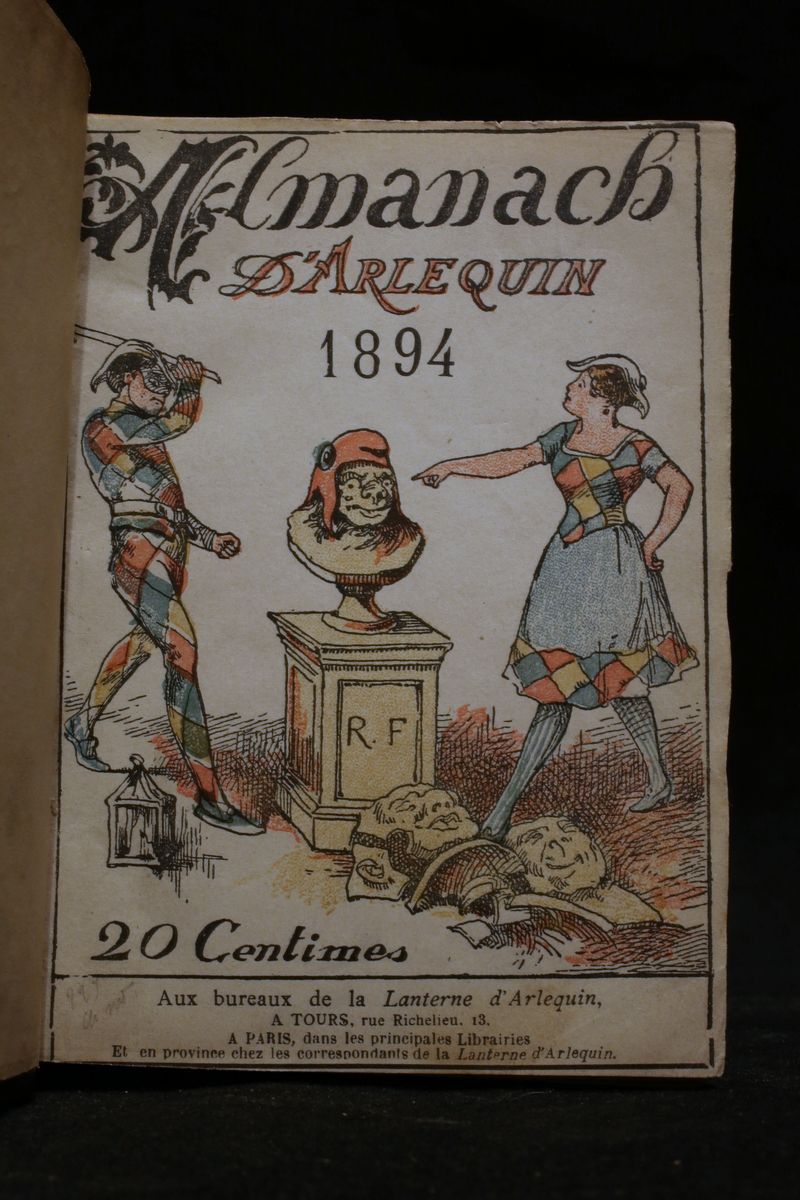 Almanach
D'ARLEQUIN
1894
R.F
20 Centimes
Aux bureaux de la Lanterne d'Arlequin,
A TOURS, rue Richelieu. 13.
A PARIS, dans les principales Librairies
Et en province chez les correspondants de la Lanterne d'Arlequin.